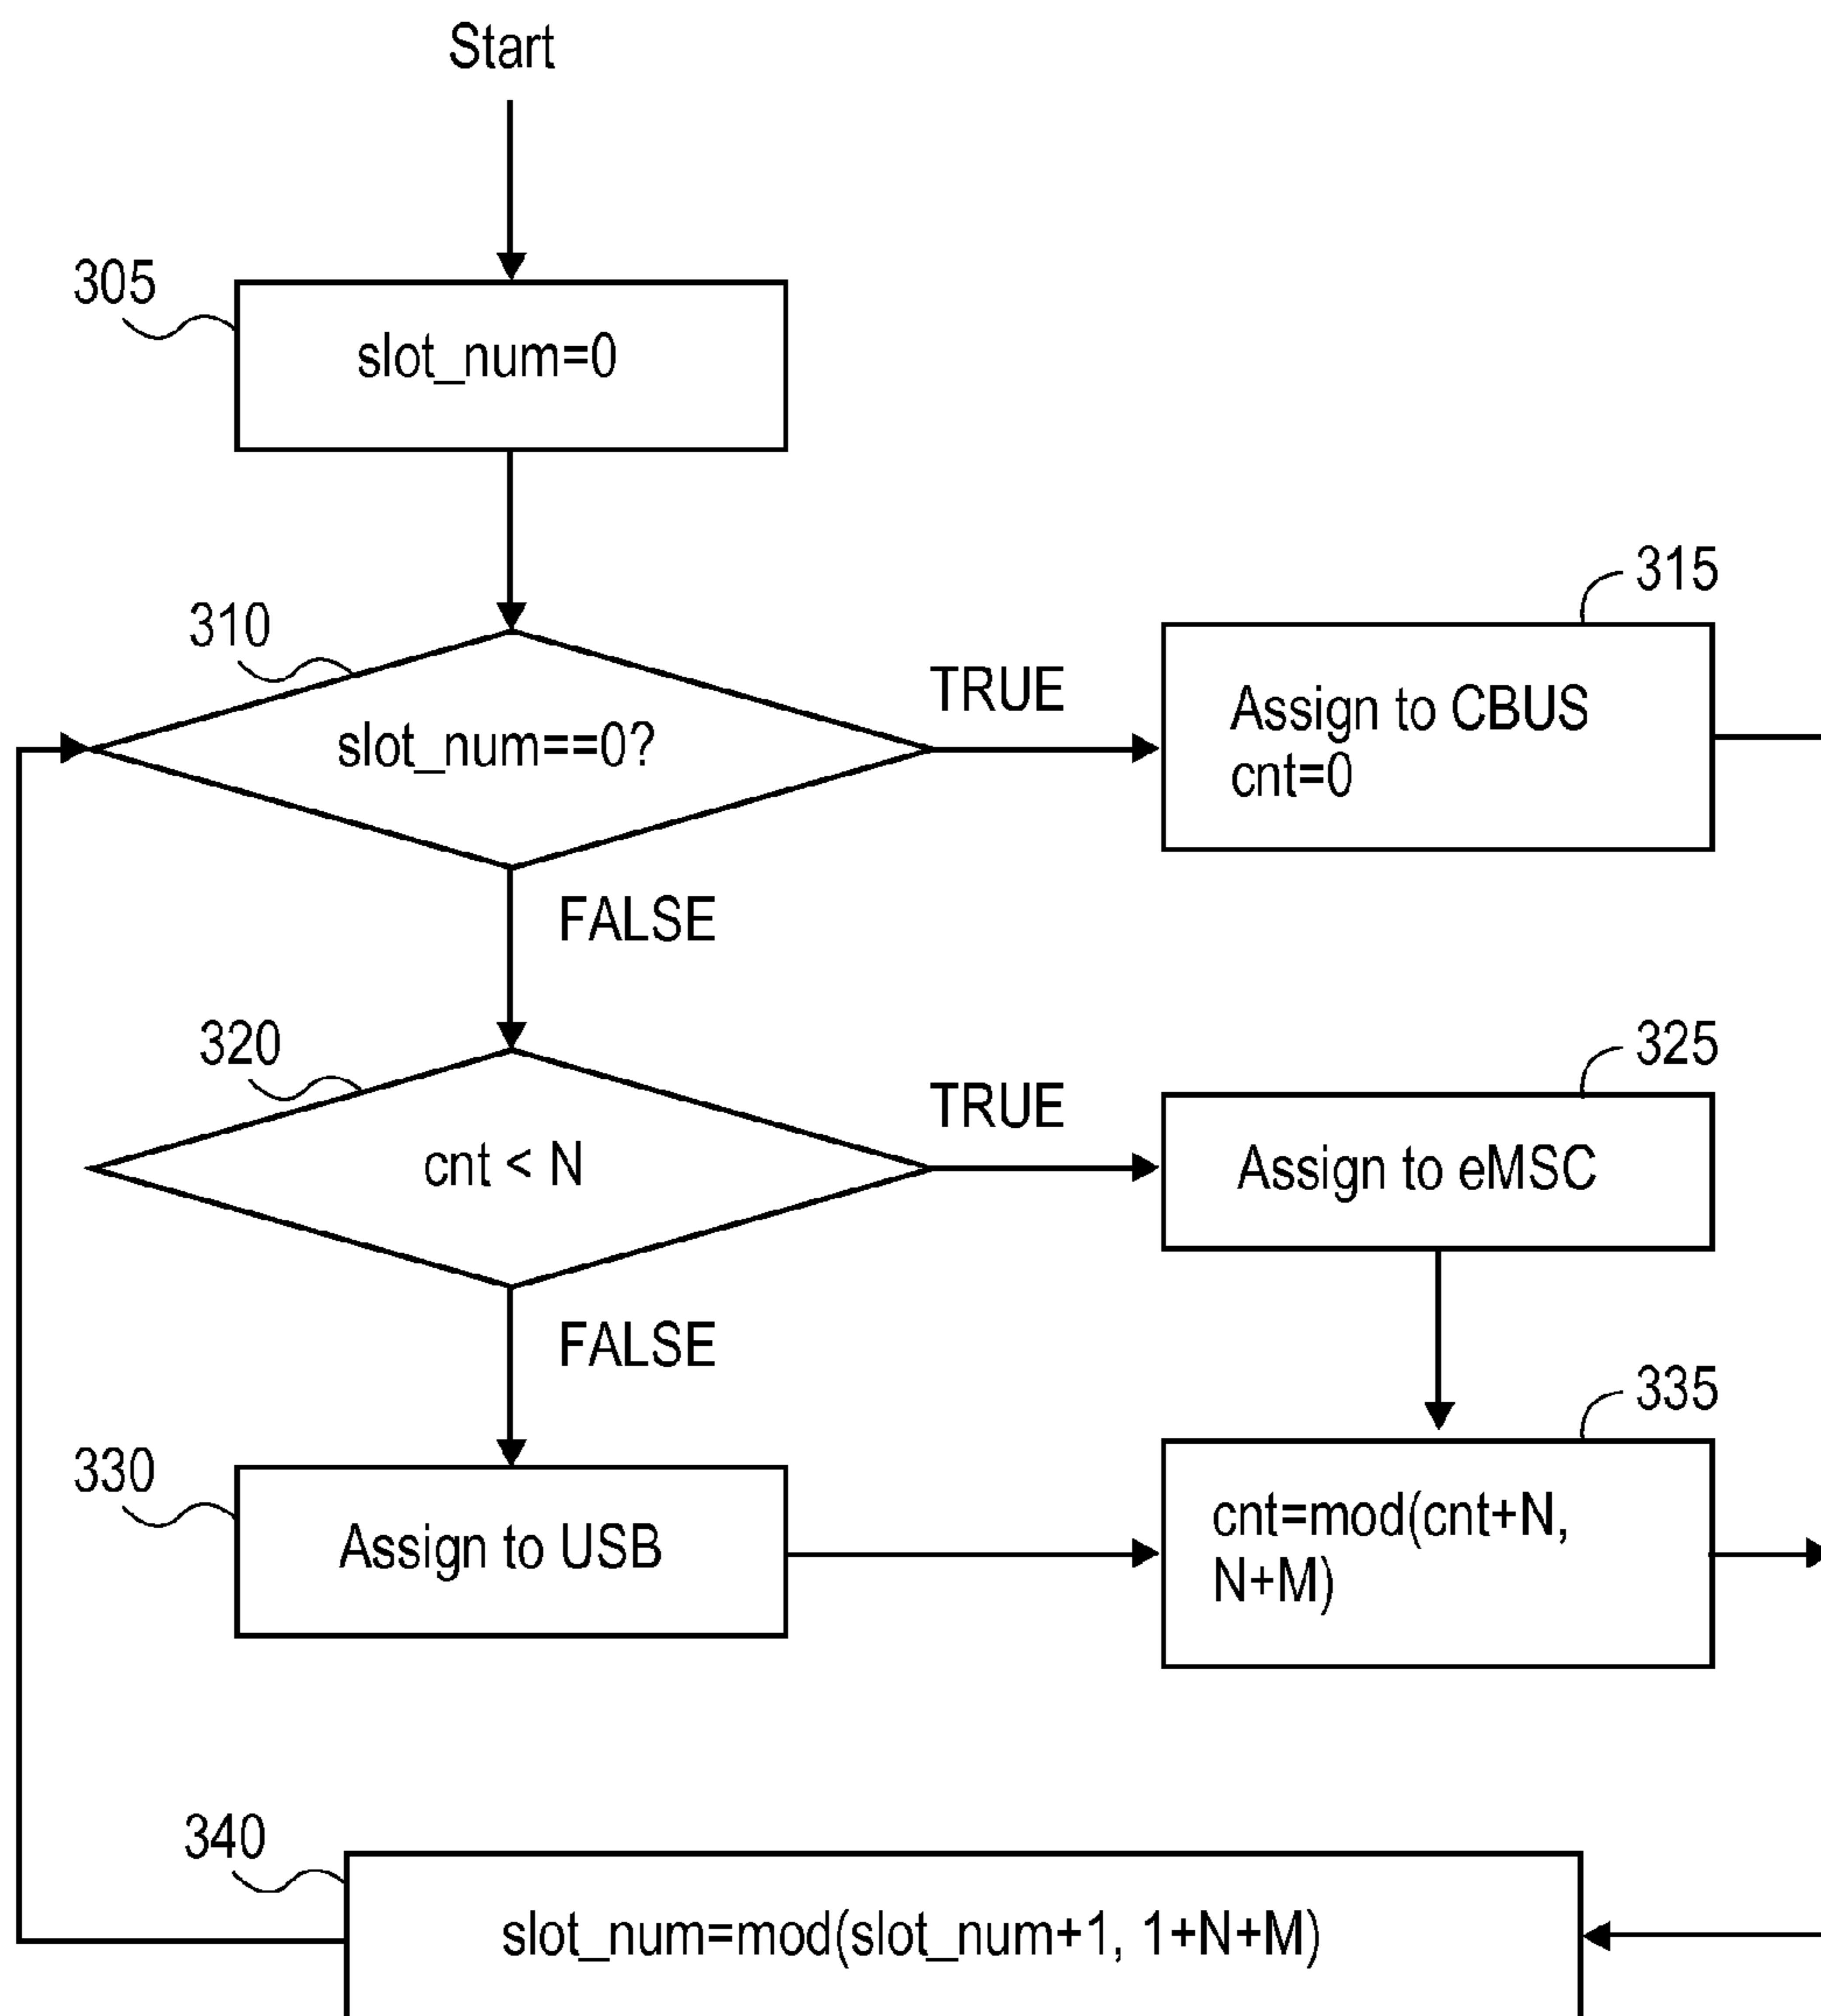 Start
305
slot_num=0
310
slot_num==0?
TRUE
315
Assign to CBUS
cnt=0
FALSE
320
cnt < N
TRUE
325
Assign to eMSC
FALSE
330
Assign to USB
335
cnt=mod(cnt+N,
N+M)
340
slot_num=mod(slot_num+1, 1+N+M)